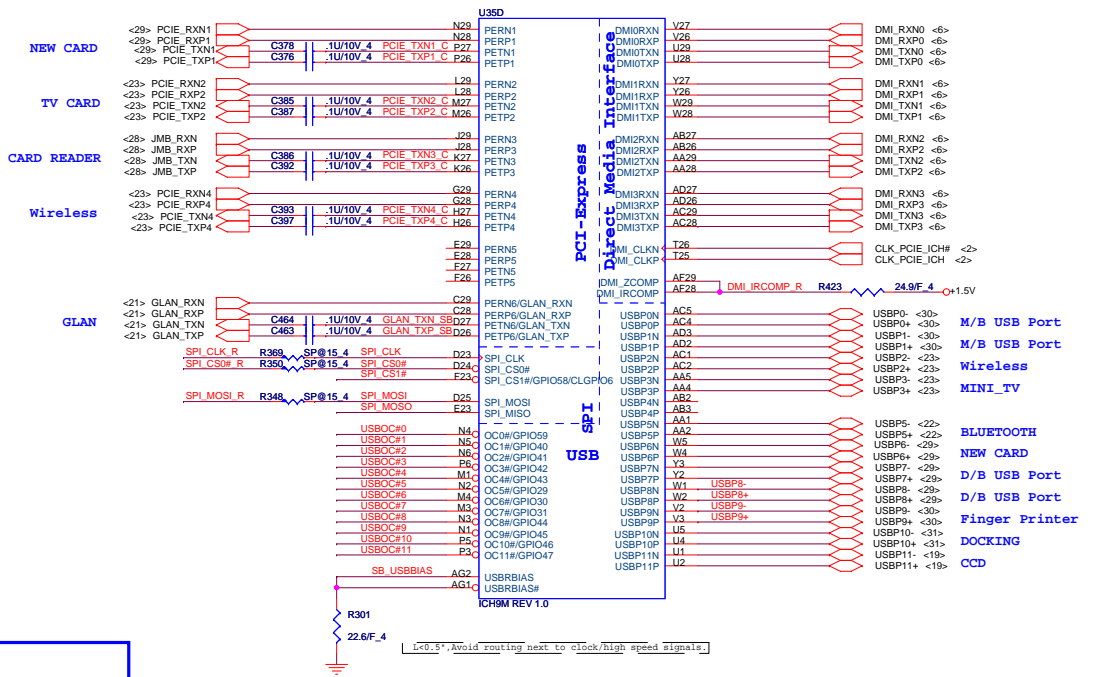 U35D
NEW CARD
<29> PCIE_RXN1 N29 PERN1
<29> PCIE_RXP1 N28 PERP1
<29> PCIE_TXN1 C378 .1U/10V_4 PCIE_TXN1_C P27 PETN1
<29> PCIE_TXP1 C376 .1U/10V_4 PCIE_TXP1_C P26 PETP1
TV CARD
<23> PCIE_RXN2 L29 PERN2
<23> PCIE_RXP2 L28 PERP2
<23> PCIE_TXN2 C385 .1U/10V_4 PCIE_TXN2_C M27 PETN2
<23> PCIE_TXP2 C387 .1U/10V_4 PCIE_TXP2_C M26 PETP2
CARD READER
<28> JMB_RXN J29 PERN3
<28> JMB_RXP J28 PERP3
<28> JMB_TXN C386 .1U/10V_4 PCIE_TXN3_C K27 PETN3
<28> JMB_TXP C392 .1U/10V_4 PCIE_TXP3_C K26 PETP3
Wireless
<23> PCIE_RXN4 G29 PERN4
<23> PCIE_RXP4 G28 PERP4
<23> PCIE_TXN4 C393 .1U/10V_4 PCIE_TXN4_C H27 PETN4
<23> PCIE_TXP4 C397 .1U/10V_4 PCIE_TXP4_C H26 PETP4
E29 PERN5
E28 PERP5
F27 PETN5
F26 PETP5
GLAN
<21> GLAN_RXN C29 PERN6/GLAN_RXN
<21> GLAN_RXP C28 PERP6/GLAN_RXP
<21> GLAN_TXN C464 .1U/10V_4 GLAN_TXN_SB D27 PETN6/GLAN_TXN
<21> GLAN_TXP C463 .1U/10V_4 GLAN_TXP_SB D26 PETP6/GLAN_TXP
SPI_CLK_R R369 SP@15_4 SPI_CLK D23 SPI_CLK
SPI_CS0#_R R350 SP@15_4 SPI_CS0# D24 SPI_CS0#
SPI_CS1# F23 SPI_CS1#/GPIO58/CLGPIO6
SPI_MOSI_R R348 SP@15_4 SPI_MOSI D25 SPI_MOSI
SPI_MOSO E23 SPI_MISO
USBOC#0 N4 OC0#/GPIO59
USBOC#1 N5 OC1#/GPIO40
USBOC#2 N6 OC2#/GPIO41
USBOC#3 P6 OC3#/GPIO42
USBOC#4 M1 OC4#/GPIO43
USBOC#5 N2 OC5#/GPIO29
USBOC#6 M4 OC6#/GPIO30
USBOC#7 M3 OC7#/GPIO31
USBOC#8 N3 OC8#/GPIO44
USBOC#9 N1 OC9#/GPIO45
USBOC#10 P5 OC10#/GPIO46
USBOC#11 P3 OC11#/GPIO47
SB_USBBIAS AG2 USBRBIAS
AG1 USBRBIAS#
R301
22.6/F_4
PCI-Express
Direct Media Interface
SPI
USB
DMI0RXN V27 DMI_RXN0 <6>
DMI0RXP V26 DMI_RXP0 <6>
DMI0TXN U29 DMI_TXN0 <6>
DMI0TXP U28 DMI_TXP0 <6>
DMI1RXN Y27 DMI_RXN1 <6>
DMI1RXP Y26 DMI_RXP1 <6>
DMI1TXN W29 DMI_TXN1 <6>
DMI1TXP W28 DMI_TXP1 <6>
DMI2RXN AB27 DMI_RXN2 <6>
DMI2RXP AB26 DMI_RXP2 <6>
DMI2TXN AA29 DMI_TXN2 <6>
DMI2TXP AA28 DMI_TXP2 <6>
DMI3RXN AD27 DMI_RXN3 <6>
DMI3RXP AD26 DMI_RXP3 <6>
DMI3TXN AC29 DMI_TXN3 <6>
DMI3TXP AC28 DMI_TXP3 <6>
DMI_CLKN T26 CLK_PCIE_ICH# <2>
DMI_CLKP T25 CLK_PCIE_ICH <2>
DMI_ZCOMP AF29
DMI_IRCOMP AF28 DMI_IRCOMP_R R423 24.9/F_4 +1.5V
USBP0N AC5 USBP0- <30>
USBP0P AC4 USBP0+ <30> M/B USB Port
USBP1N AD3 USBP1- <30>
USBP1P AD2 USBP1+ <30> M/B USB Port
USBP2N AC1 USBP2- <23>
USBP2P AC2 USBP2+ <23> Wireless
USBP3N AA5 USBP3- <23>
USBP3P AA4 USBP3+ <23> MINI_TV
USBP4N AB2
USBP4P AB3
USBP5N AA1 USBP5- <22>
USBP5P AA2 USBP5+ <22> BLUETOOTH
USBP6N W5 USBP6- <29>
USBP6P W4 USBP6+ <29> NEW CARD
USBP7N Y3 USBP7- <29>
USBP7P Y2 USBP7+ <29> D/B USB Port
USBP8N W1 USBP8- USBP8- <29>
USBP8P W2 USBP8+ USBP8+ <29> D/B USB Port
USBP9N V2 USBP9- USBP9- <30>
USBP9P V3 USBP9+ USBP9+ <30> Finger Printer
USBP10N U5 USBP10- <31>
USBP10P U4 USBP10+ <31> DOCKING
USBP11N U1 USBP11- <19>
USBP11P U2 USBP11+ <19> CCD
ICH9M REV 1.0
L<0.5",Avoid routing next to clock/high speed signals.